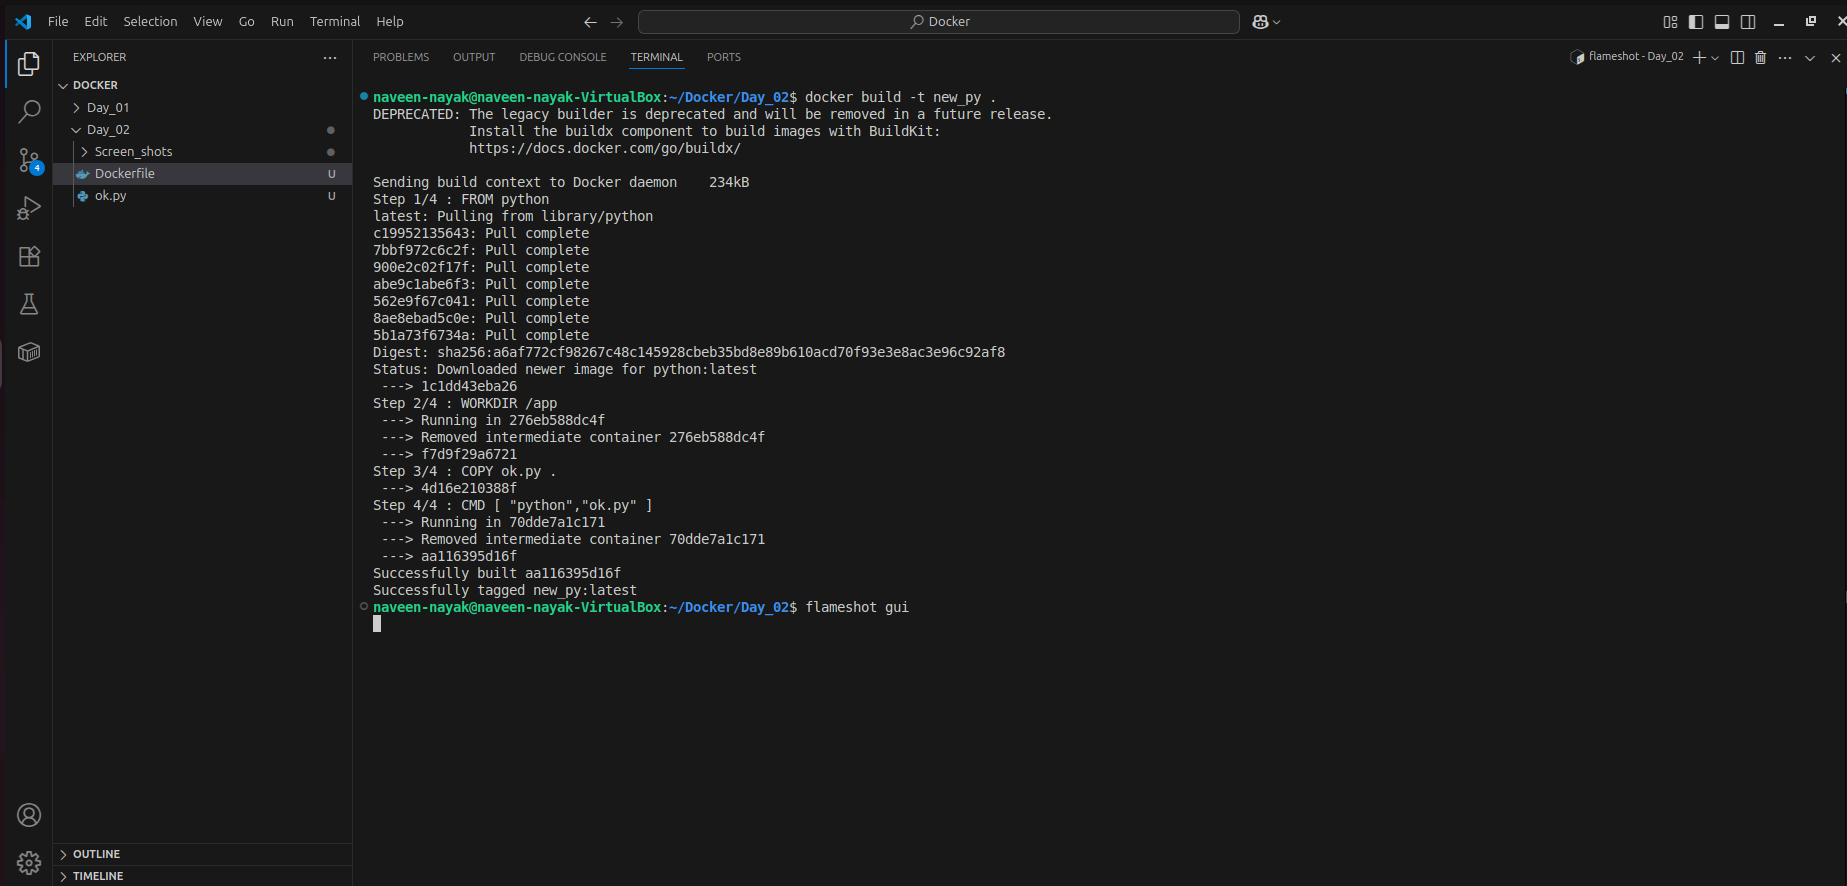 File Edit Selection View Go Run Terminal Help
Docker
EXPLORER
DOCKER
Day_01
Day_02
Screen_shots
Dockerfile U
ok.py U
4
OUTLINE
TIMELINE
PROBLEMS OUTPUT DEBUG CONSOLE TERMINAL PORTS
flameshot - Day_02
naveen-nayak@naveen-nayak-VirtualBox:~/Docker/Day_02$ docker build -t new_py .
DEPRECATED: The legacy builder is deprecated and will be removed in a future release.
Install the buildx component to build images with BuildKit:
https://docs.docker.com/go/buildx/
Sending build context to Docker daemon 234kB
Step 1/4 : FROM python
latest: Pulling from library/python
c19952135643: Pull complete
7bbf972c6c2f: Pull complete
900e2c02f17f: Pull complete
abe9c1abe6f3: Pull complete
562e9f67c041: Pull complete
8ae8ebad5c0e: Pull complete
5b1a73f6734a: Pull complete
Digest: sha256:a6af772cf98267c48c145928cbeb35bd8e89b610acd70f93e3e8ac3e96c92af8
Status: Downloaded newer image for python:latest
---> 1c1dd43eba26
Step 2/4 : WORKDIR /app
---> Running in 276eb588dc4f
---> Removed intermediate container 276eb588dc4f
---> f7d9f29a6721
Step 3/4 : COPY ok.py .
---> 4d16e210388f
Step 4/4 : CMD [ "python","ok.py" ]
---> Running in 70dde7a1c171
---> Removed intermediate container 70dde7a1c171
---> aa116395d16f
Successfully built aa116395d16f
Successfully tagged new_py:latest
naveen-nayak@naveen-nayak-VirtualBox:~/Docker/Day_02$ flameshot gui